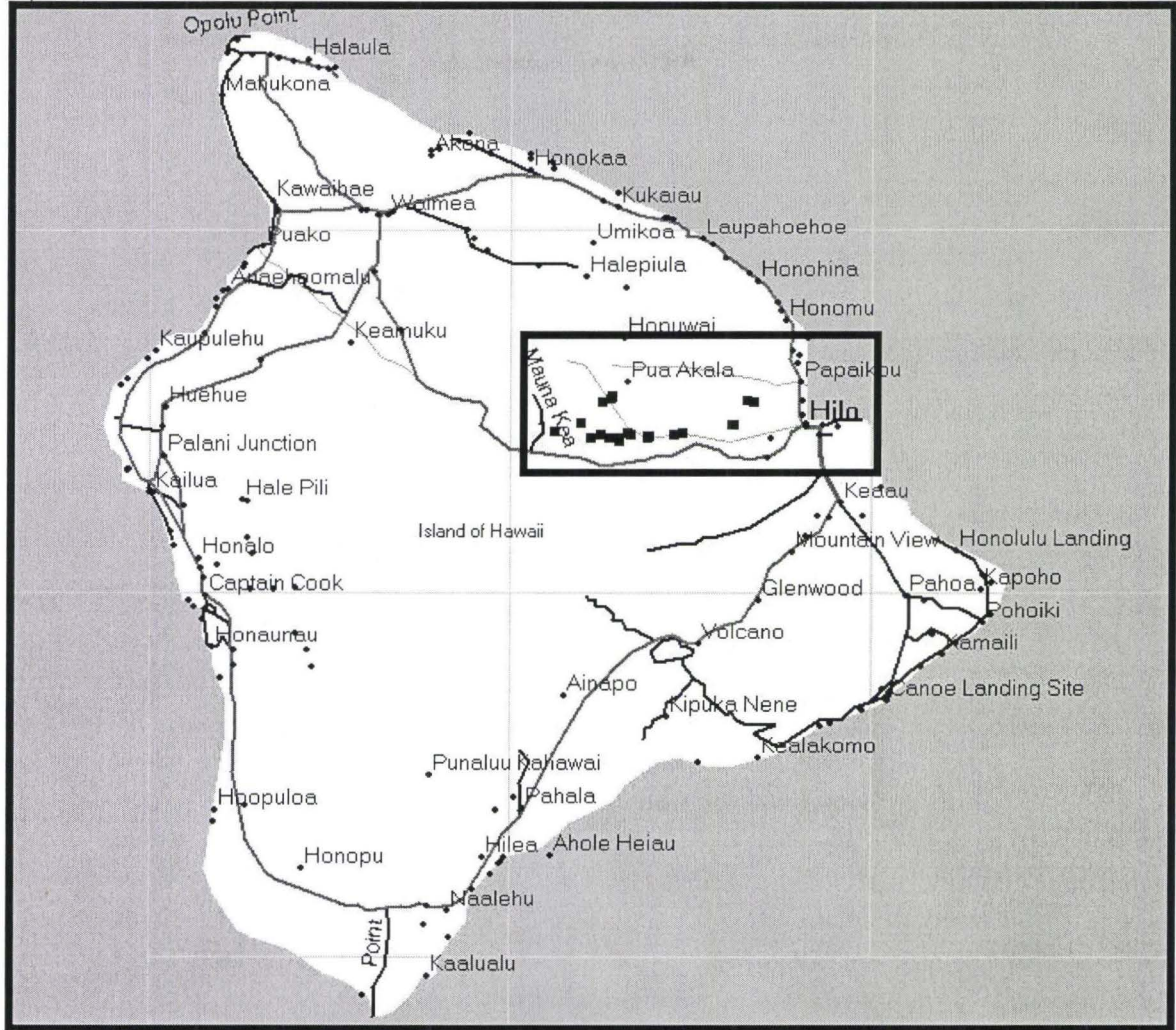 Opolu Point
Halaula
Mahukona
Akona
Honokaa
Kawaihae
Waimea
Kukaiau
Puako
Umikoa
Laupahoehoe
Anaehoomalu
Halepiula
Honohina
Honomu
Kaupulehu
Keamuku
Hopuwai
Mauna Kea
Pua Akala
Papaikou
Huehue
Hilo
Palani Junction
Kailua
Hale Pili
Keaau
Island of Hawaii
Honalo
Mountain View
Honolulu Landing
Captain Cook
Glenwood
Pahoa
Kapoho
Pohoiki
Honaunau
Volcano
Kamaili
Ainapo
Kipuka Nene
Canoe Landing Site
Kealakomo
Punaluu Kahawai
Hoopuloa
Pahala
Honopu
Hilea
Ahole Heiau
Naalehu
Point
Kaalualu